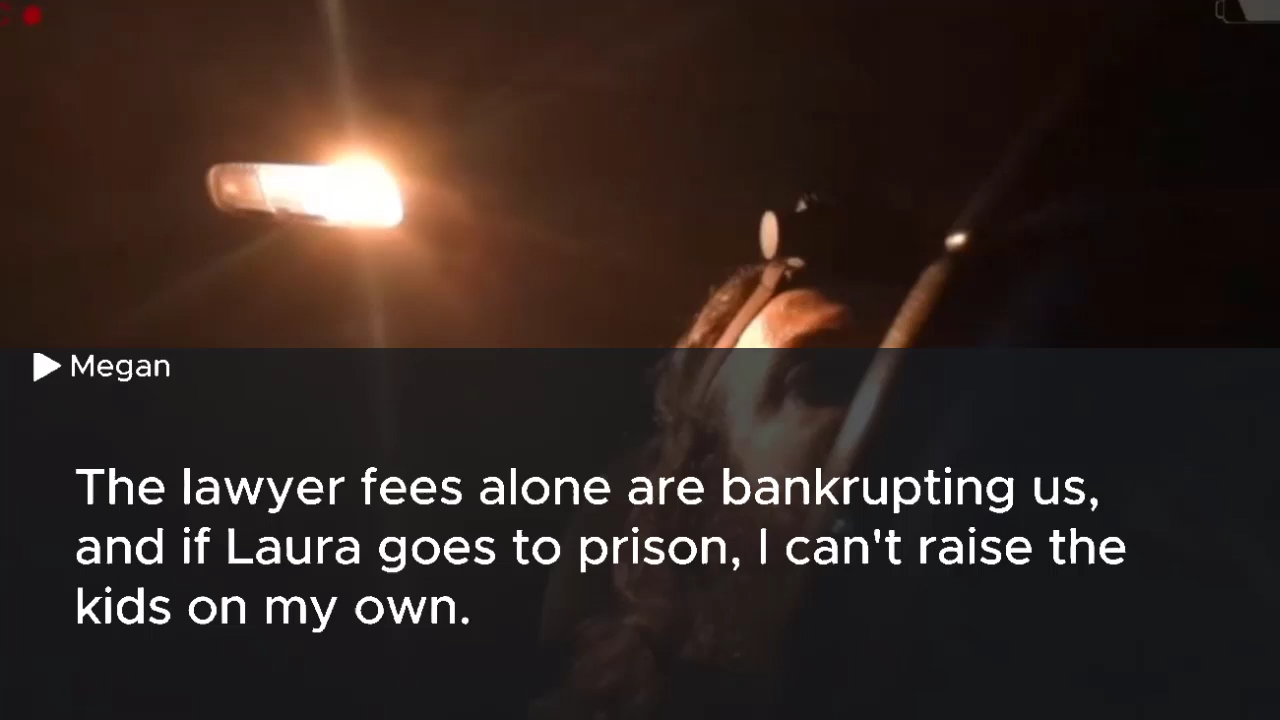 Megan
The lawyer fees alone are bankrupting us,
and if Laura goes to prison, I can't raise the
kids on my own.